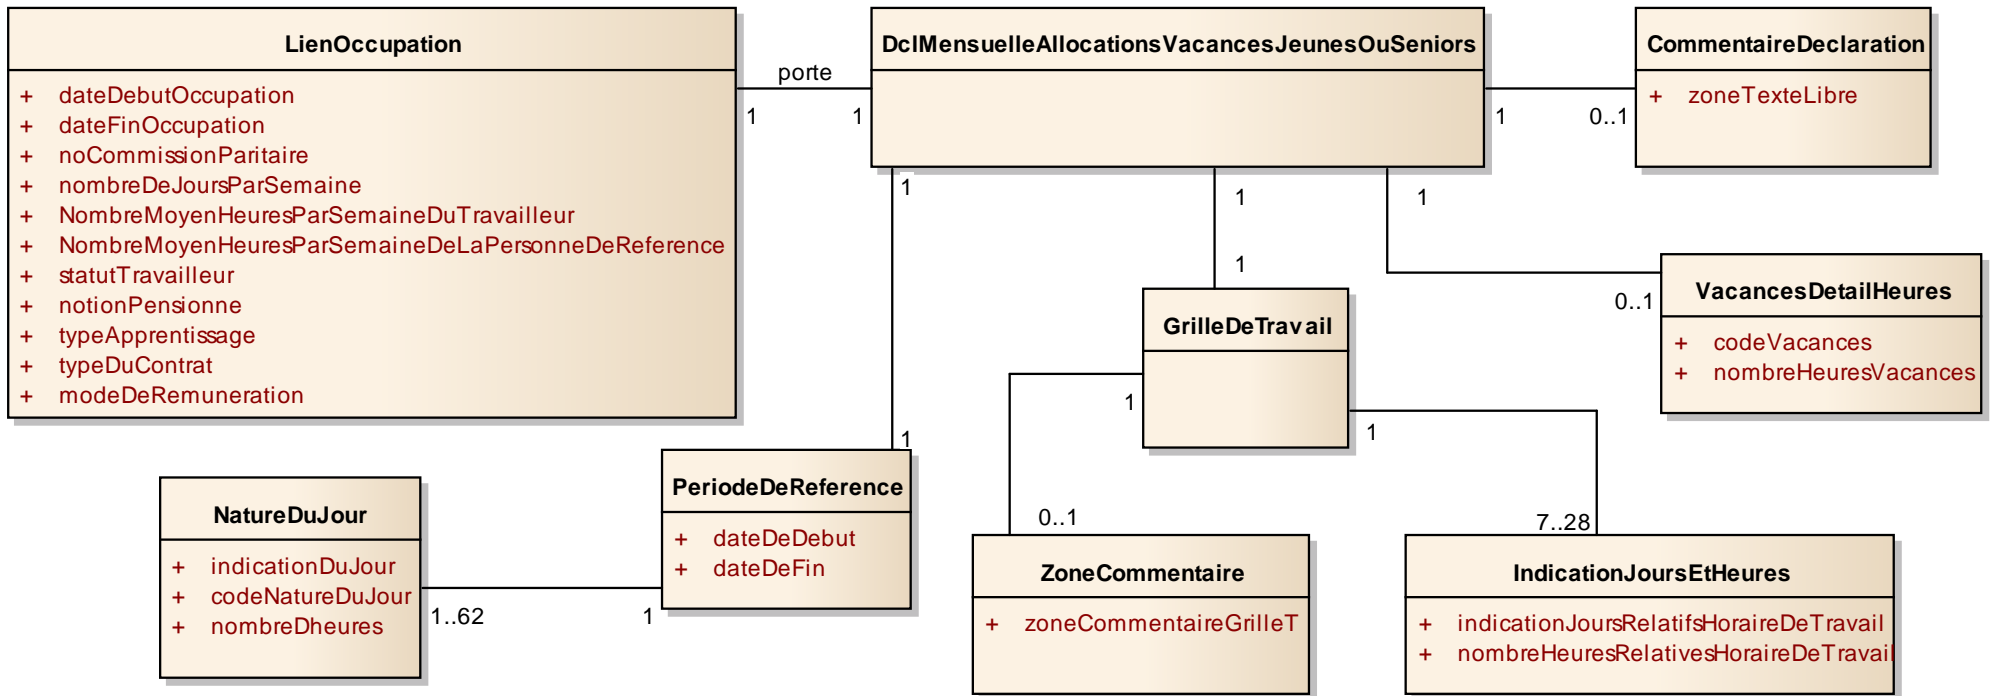 LienOccupation
+ dateDebutOccupation
+ dateFinOccupation
+ noCommissionParitaire
+ nombreDeJoursParSemaine
+ NombreMoyenHeuresParSemaineDuTravailleur
+ NombreMoyenHeuresParSemaineDeLaPersonneDeReference
+ statutTravailleur
+ notionPensionne
+ typeApprentissage
+ typeDuContrat
+ modeDeRemuneration
porte
1
1
DclMensuelleAllocationsVacancesJeunesOuSeniors
1
0..1
CommentaireDeclaration
+ zoneTexteLibre
1
1
1
1
1
0..1
VacancesDetailHeures
+ codeVacances
+ nombreHeuresVacances
GrilleDeTravail
1
1
0..1
7..28
NatureDuJour
+ indicationDuJour
+ codeNatureDuJour
+ nombreDheures
1..62
1
PeriodeDeReference
+ dateDeDebut
+ dateDeFin
ZoneCommentaire
+ zoneCommentaireGrilleT
IndicationJoursEtHeures
+ indicationJoursRelatifsHoraireDeTravail
+ nombreHeuresRelativesHoraireDeTravail